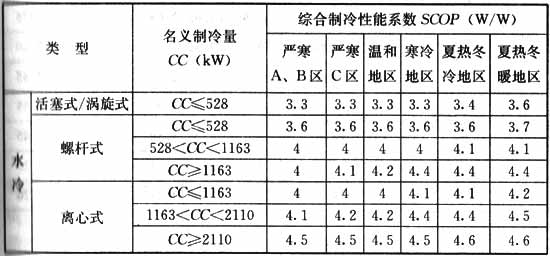 类 型 名义制冷量 CC（kW） 综合制冷性能系数 SCOP（W/W）
严寒A、B区 严寒C区 温和地区 寒冷地区 夏热冬冷地区 夏热冬暖地区
水冷 活塞式/涡旋式 CC≤528 3.3 3.3 3.3 3.3 3.4 3.6
螺杆式 CC≤528 3.6 3.6 3.6 3.6 3.6 3.7
528<CC<1163 4 4 4 4 4.1 4.1
CC≥1163 4 4.1 4.2 4.4 4.4 4.4
离心式 CC≤1163 4 4 4 4.1 4.1 4.2
1163<CC<2110 4.1 4.2 4.2 4.4 4.4 4.5
CC≥2110 4.5 4.5 4.5 4.5 4.6 4.6